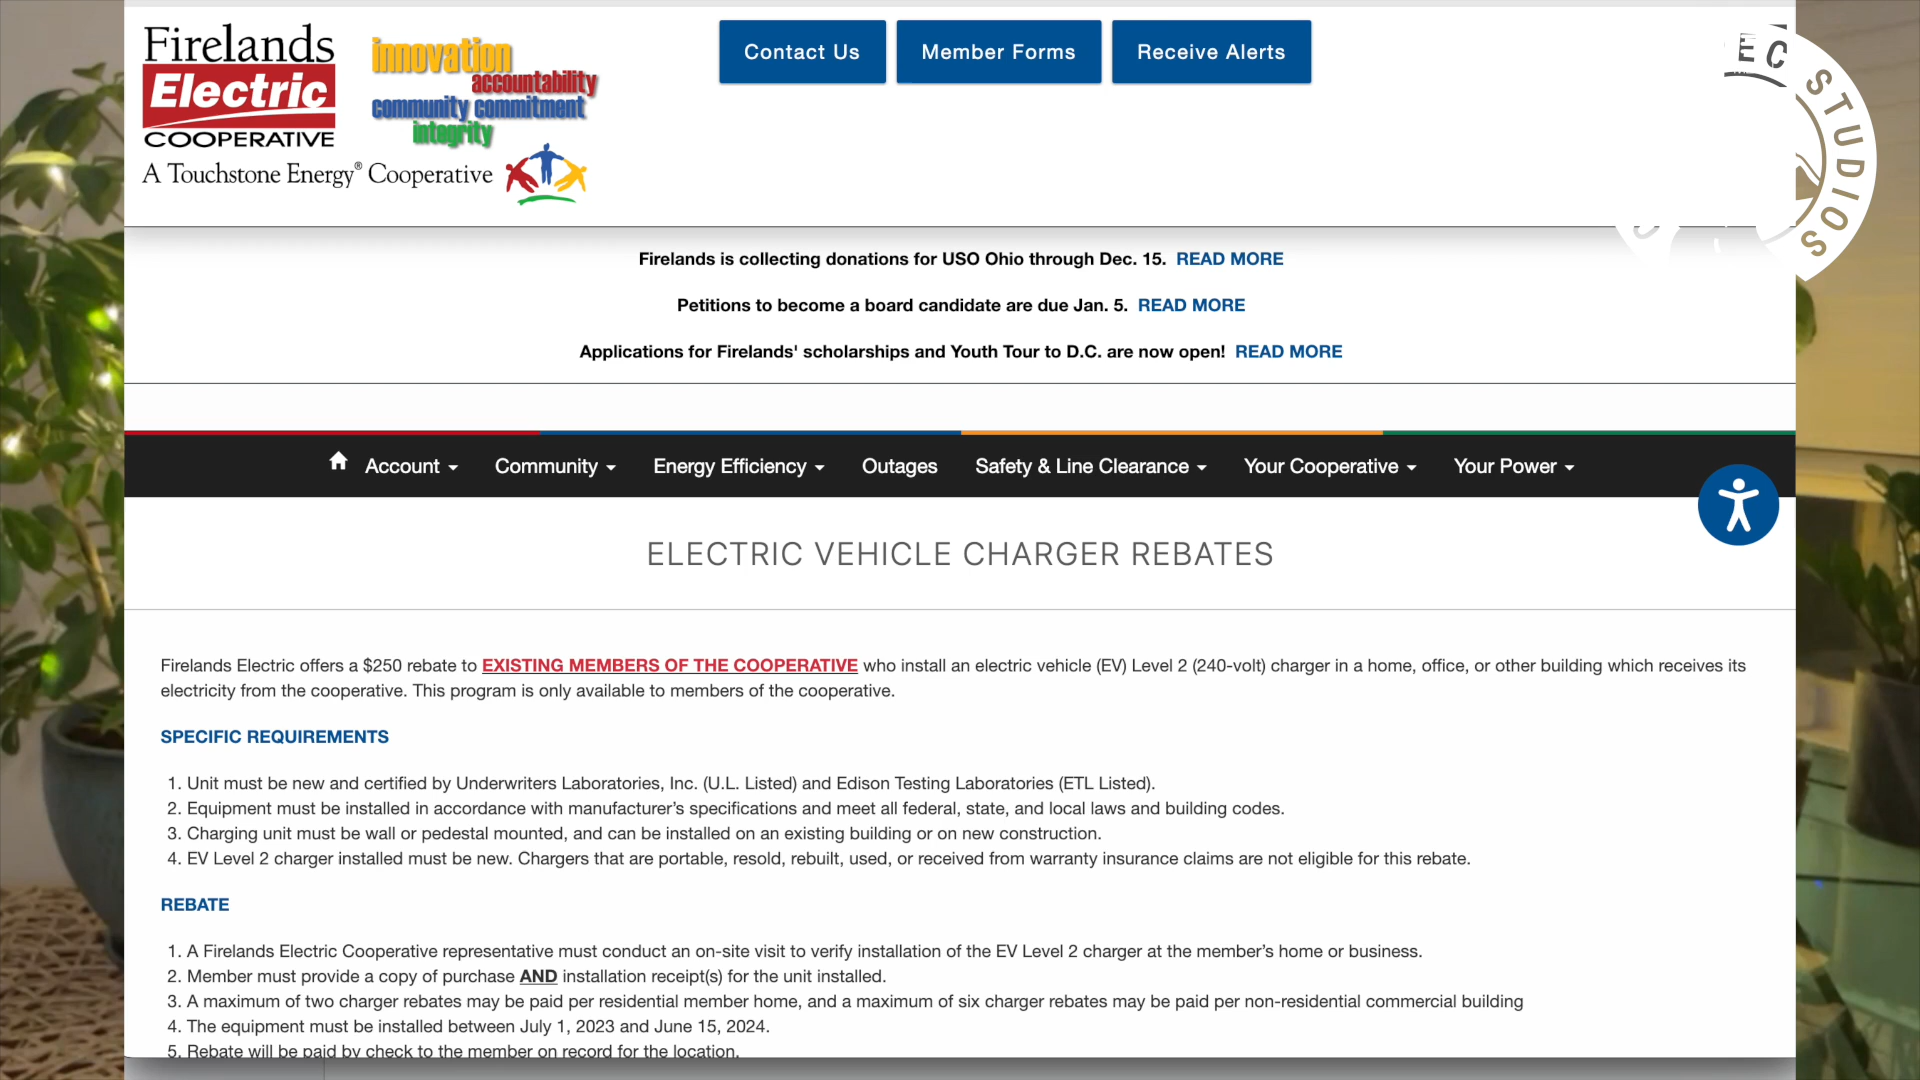 Firelands
Electric
COOPERATIVE
A Touchstone Energy® Cooperative
innovation
accountability
community commitment
integrity
Contact Us
Member Forms
Receive Alerts
EC STUDIOS
Firelands is collecting donations for USO Ohio through Dec. 15. READ MORE
Petitions to become a board candidate are due Jan. 5. READ MORE
Applications for Firelands' scholarships and Youth Tour to D.C. are now open! READ MORE
Account Community Energy Efficiency Outages Safety & Line Clearance Your Cooperative Your Power
ELECTRIC VEHICLE CHARGER REBATES
Firelands Electric offers a $250 rebate to EXISTING MEMBERS OF THE COOPERATIVE who install an electric vehicle (EV) Level 2 (240-volt) charger in a home, office, or other building which receives its
electricity from the cooperative. This program is only available to members of the cooperative.
SPECIFIC REQUIREMENTS
1. Unit must be new and certified by Underwriters Laboratories, Inc. (U.L. Listed) and Edison Testing Laboratories (ETL Listed).
2. Equipment must be installed in accordance with manufacturer's specifications and meet all federal, state, and local laws and building codes.
3. Charging unit must be wall or pedestal mounted, and can be installed on an existing building or on new construction.
4. EV Level 2 charger installed must be new. Chargers that are portable, resold, rebuilt, used, or received from warranty insurance claims are not eligible for this rebate.
REBATE
1. A Firelands Electric Cooperative representative must conduct an on-site visit to verify installation of the EV Level 2 charger at the member's home or business.
2. Member must provide a copy of purchase AND installation receipt(s) for the unit installed.
3. A maximum of two charger rebates may be paid per residential member home, and a maximum of six charger rebates may be paid per non-residential commercial building
4. The equipment must be installed between July 1, 2023 and June 15, 2024.
5. Rebate will be paid by check to the member on record for the location.